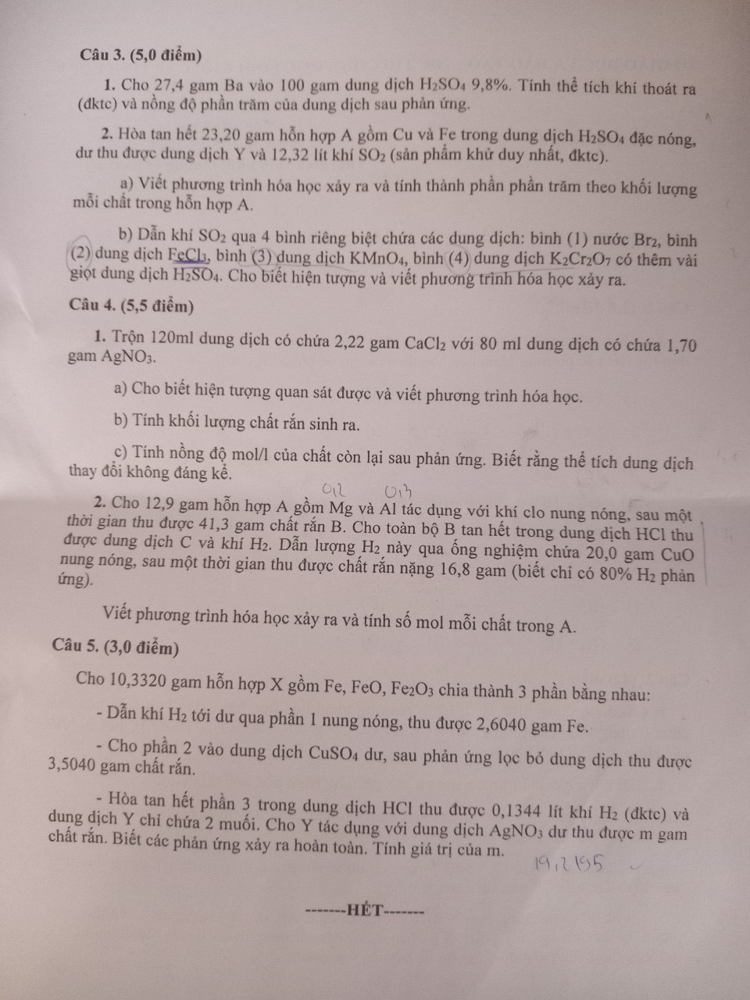 Câu 3. (5,0 điểm)
1. Cho 27,4 gam Ba vào 100 gam dung dịch H₂SO₄ 9,8%. Tính thể tích khí thoát ra
(đktc) và nồng độ phần trăm của dung dịch sau phản ứng.
2. Hòa tan hết 23,20 gam hỗn hợp A gồm Cu và Fe trong dung dịch H₂SO₄ đặc nóng,
dư thu được dung dịch Y và 12,32 lít khí SO₂ (sản phẩm khử duy nhất, đktc).
a) Viết phương trình hóa học xảy ra và tính thành phần phần trăm theo khối lượng
mỗi chất trong hỗn hợp A.
b) Dẫn khí SO₂ qua 4 bình riêng biệt chứa các dung dịch: bình (1) nước Br₂, bình
(2) dung dịch FeCl₃, bình (3) dung dịch KMnO₄, bình (4) dung dịch K₂Cr₂O₇ có thêm vài
giọt dung dịch H₂SO₄. Cho biết hiện tượng và viết phương trình hóa học xảy ra.
Câu 4. (5,5 điểm)
1. Trộn 120ml dung dịch có chứa 2,22 gam CaCl₂ với 80 ml dung dịch có chứa 1,70
gam AgNO₃.
a) Cho biết hiện tượng quan sát được và viết phương trình hóa học.
b) Tính khối lượng chất rắn sinh ra.
c) Tính nồng độ mol/l của chất còn lại sau phản ứng. Biết rằng thể tích dung dịch
thay đổi không đáng kể.
0,2 0,3
2. Cho 12,9 gam hỗn hợp A gồm Mg và Al tác dụng với khí clo nung nóng, sau một
thời gian thu được 41,3 gam chất rắn B. Cho toàn bộ B tan hết trong dung dịch HCl thu
được dung dịch C và khí H₂. Dẫn lượng H₂ này qua ống nghiệm chứa 20,0 gam CuO
nung nóng, sau một thời gian thu được chất rắn nặng 16,8 gam (biết chỉ có 80% H₂ phản
ứng).
Viết phương trình hóa học xảy ra và tính số mol mỗi chất trong A.
Câu 5. (3,0 điểm)
Cho 10,3320 gam hỗn hợp X gồm Fe, FeO, Fe₂O₃ chia thành 3 phần bằng nhau:
- Dẫn khí H₂ tới dư qua phần 1 nung nóng, thu được 2,6040 gam Fe.
- Cho phần 2 vào dung dịch CuSO₄ dư, sau phản ứng lọc bỏ dung dịch thu được
3,5040 gam chất rắn.
- Hòa tan hết phần 3 trong dung dịch HCl thu được 0,1344 lít khí H₂ (đktc) và
dung dịch Y chỉ chứa 2 muối. Cho Y tác dụng với dung dịch AgNO₃ dư thu được m gam
chất rắn. Biết các phản ứng xảy ra hoàn toàn. Tính giá trị của m.
19,2195
-------HẾT-------